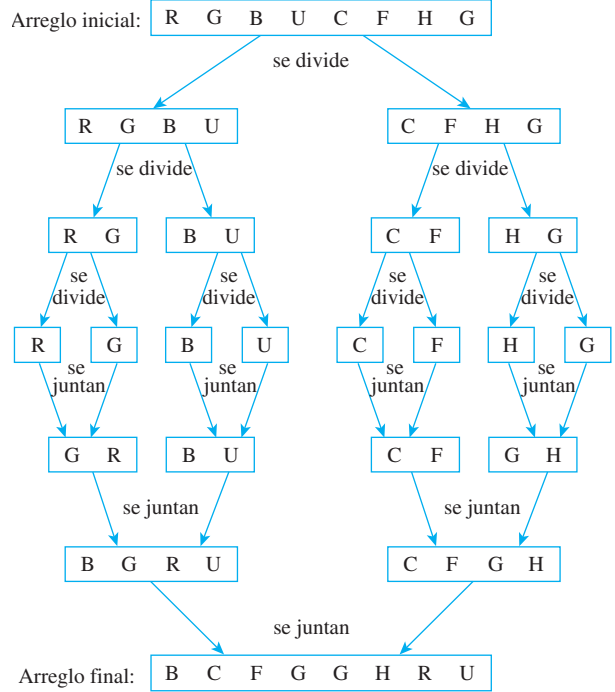 Arreglo inicial: R G B U C F H G
se divide
R G B U C F H G
se divide se divide
R G B U C F H G
se se se se
divide divide divide divide
R G B U C F H G
se se se se
juntan juntan juntan juntan
G R B U C F G H
se juntan se juntan
B G R U C F G H
se juntan
Arreglo final: B C F G G H R U